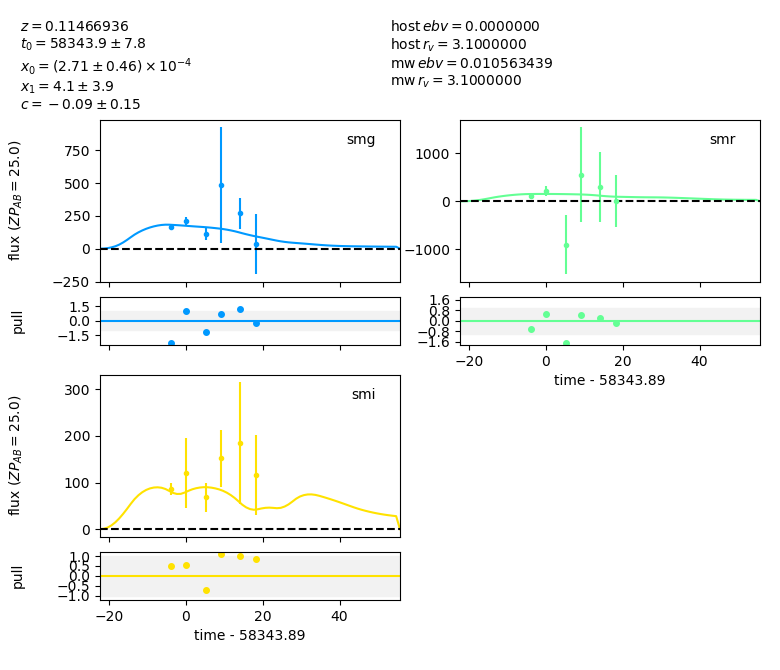 z = 0.11466936
t₀ = 58343.9 ± 7.8
x₀ = (2.71 ± 0.46) × 10⁻⁴
x₁ = 4.1 ± 3.9
c = −0.09 ± 0.15
host ebv = 0.0000000
host r_v = 3.1000000
mw ebv = 0.010563439
mw r_v = 3.1000000
flux (ZP_AB = 25.0)
750
500
250
0
−250
smg
1000
0
−1000
smr
pull
1.5
0.0
−1.5
1.6
0.8
0.0
−0.8
−1.6
−20 0 20 40
time - 58343.89
flux (ZP_AB = 25.0)
300
200
100
0
smi
pull
1.0
0.5
0.0
−0.5
−1.0
−20 0 20 40
time - 58343.89